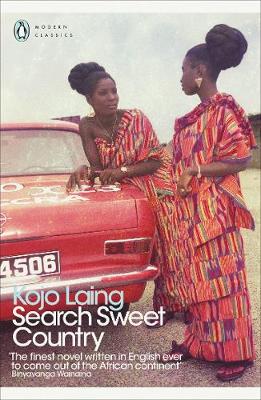 MODERN
CLASSICS
4506
Kojo Laing
Search Sweet
Country
'The finest novel written in English ever
to come out of the African continent'
Binyavanga Wainaina